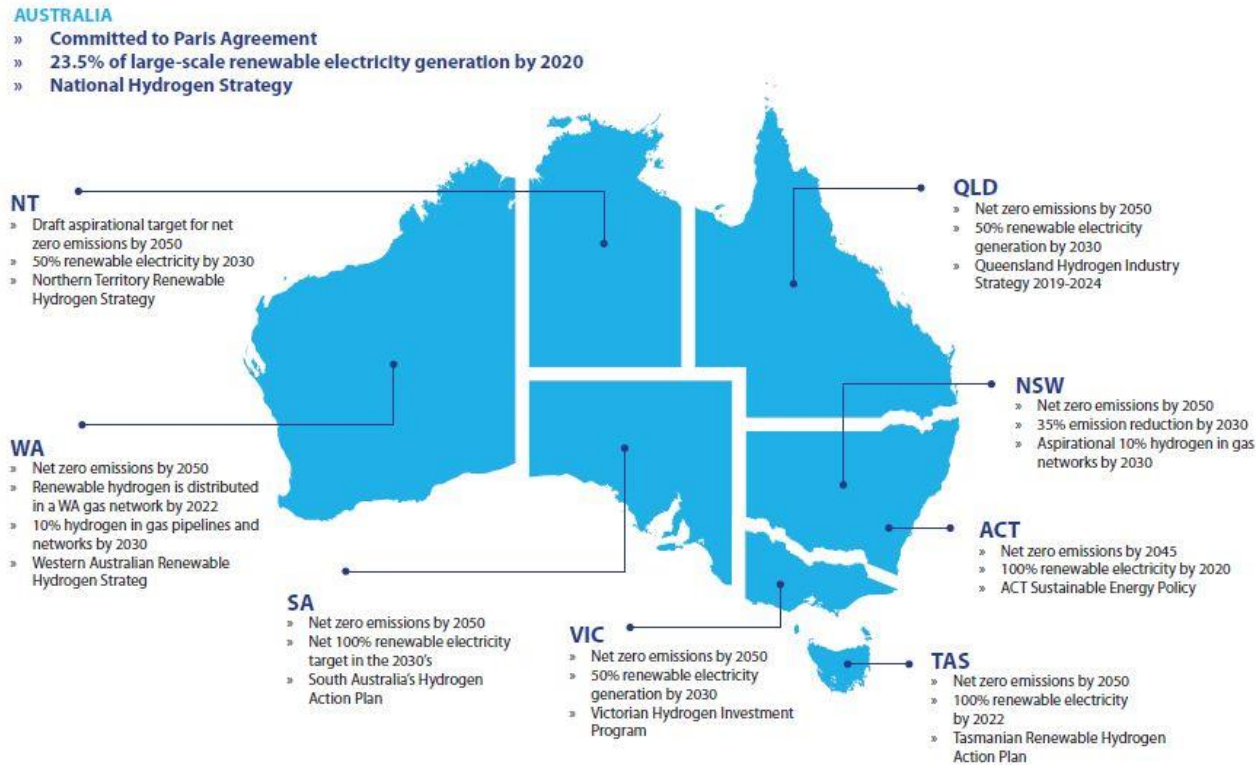 AUSTRALIA
» Committed to Paris Agreement
» 23.5% of large-scale renewable electricity generation by 2020
» National Hydrogen Strategy
NT
» Draft aspirational target for net
zero emissions by 2050
» 50% renewable electricity by 2030
» Northern Territory Renewable
Hydrogen Strategy
QLD
» Net zero emissions by 2050
» 50% renewable electricity
generation by 2030
» Queensland Hydrogen Industry
Strategy 2019-2024
NSW
» Net zero emissions by 2050
» 35% emission reduction by 2030
» Aspirational 10% hydrogen in gas
networks by 2030
WA
» Net zero emissions by 2050
» Renewable hydrogen is distributed
in a WA gas network by 2022
» 10% hydrogen in gas pipelines and
networks by 2030
» Western Australian Renewable
Hydrogen Strateg
ACT
» Net zero emissions by 2045
» 100% renewable electricity by 2020
» ACT Sustainable Energy Policy
SA
» Net zero emissions by 2050
» Net 100% renewable electricity
target in the 2030's
» South Australia's Hydrogen
Action Plan
VIC
» Net zero emissions by 2050
» 50% renewable electricity
generation by 2030
» Victorian Hydrogen Investment
Program
TAS
» Net zero emissions by 2050
» 100% renewable electricity
by 2022
» Tasmanian Renewable Hydrogen
Action Plan